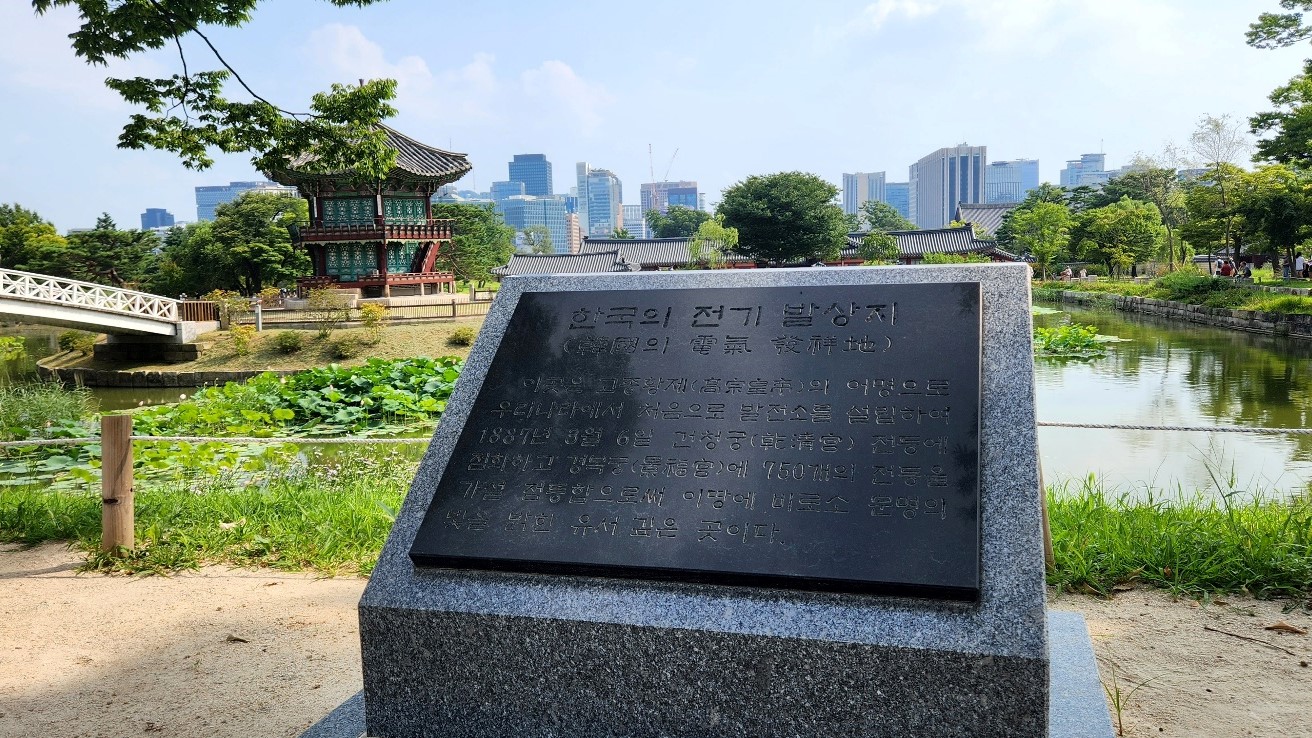 한국의 전기 발상지
(韓國의 電氣 發祥地)
이곳은 고종황제(高宗皇帝)의 어명으로
우리나라에서 처음으로 발전소를 설립하여
1887년 3월 6일 건청궁(乾淸宮) 전등에
점화하고 경복궁(景福宮)에 750개의 전등을
가설 점등함으로써 이땅에 비로소 문명의
빛을 밝힌 유서 깊은 곳이다.